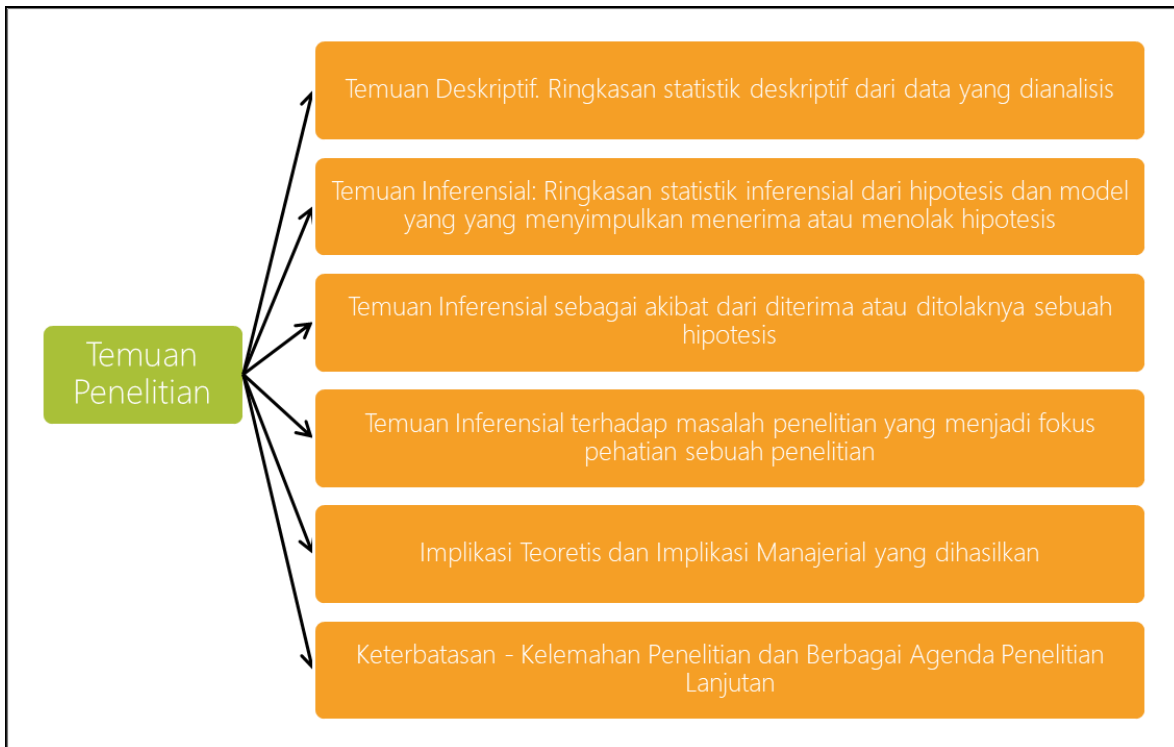 Temuan Deskriptif. Ringkasan statistik deskriptif dari data yang dianalisis
Temuan Inferensial: Ringkasan statistik inferensial dari hipotesis dan model
yang yang menyimpulkan menerima atau menolak hipotesis
Temuan Inferensial sebagai akibat dari diterima atau ditolaknya sebuah
hipotesis
Temuan
Penelitian
Temuan Inferensial terhadap masalah penelitian yang menjadi fokus
pehatian sebuah penelitian
Implikasi Teoretis dan Implikasi Manajerial yang dihasilkan
Keterbatasan - Kelemahan Penelitian dan Berbagai Agenda Penelitian
Lanjutan